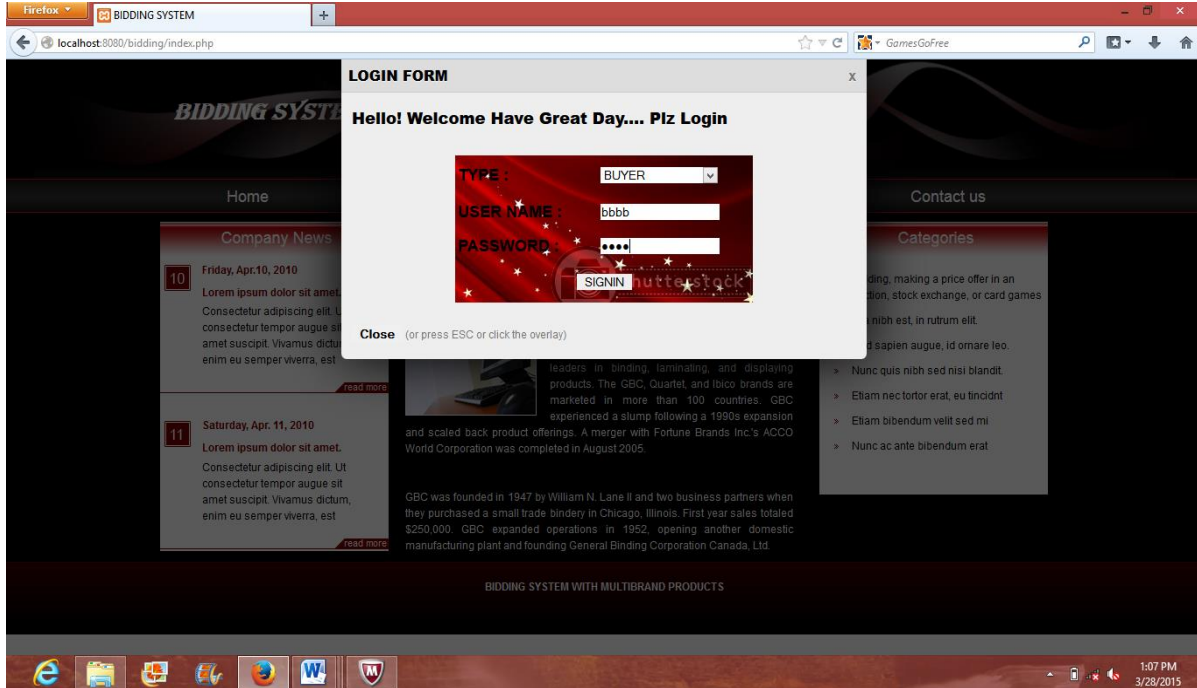 Firefox
BIDDING SYSTEM
localhost:8080/bidding/index.php
GamesGoFree
LOGIN FORM
x
BIDDING SYSTE
Hello! Welcome Have Great Day.... Plz Login
TYPE :
BUYER
USER NAME :
bbbb
PASSWORD :
SIGNIN
hutterstock
Close (or press ESC or click the overlay)
Home
Contact us
Company News
10
Friday, Apr.10, 2010
Lorem ipsum dolor sit amet.
Consectetur adipiscing elit. U
consectetur tempor augue sit
amet suscipit. Vivamus dictu
enim eu semper viverra, est
read more
11
Saturday, Apr. 11, 2010
Lorem ipsum dolor sit amet.
Consectetur adipiscing elit. Ut
consectetur tempor augue sit
amet suscipit. Vivamus dictum,
enim eu semper viverra, est
read more
leaders in binding, laminating, and displaying
products. The GBC, Quartet, and Ibico brands are
marketed in more than 100 countries. GBC
experienced a slump following a 1990s expansion
and scaled back product offerings. A merger with Fortune Brands Inc.'s ACCO
World Corporation was completed in August 2005.
GBC was founded in 1947 by William N. Lane II and two business partners when
they purchased a small trade bindery in Chicago, Illinois. First year sales totaled
$250,000. GBC expanded operations in 1952, opening another domestic
manufacturing plant and founding General Binding Corporation Canada, Ltd.
Categories
ding, making a price offer in an
ction, stock exchange, or card games
nibh est, in rutrum elit.
d sapien augue, id ornare leo.
Nunc quis nibh sed nisi blandit.
Etiam nec tortor erat, eu tincidnt
Etiam bibendum velit sed mi
Nunc ac ante bibendum erat
BIDDING SYSTEM WITH MULTIBRAND PRODUCTS
1:07 PM
3/28/2015